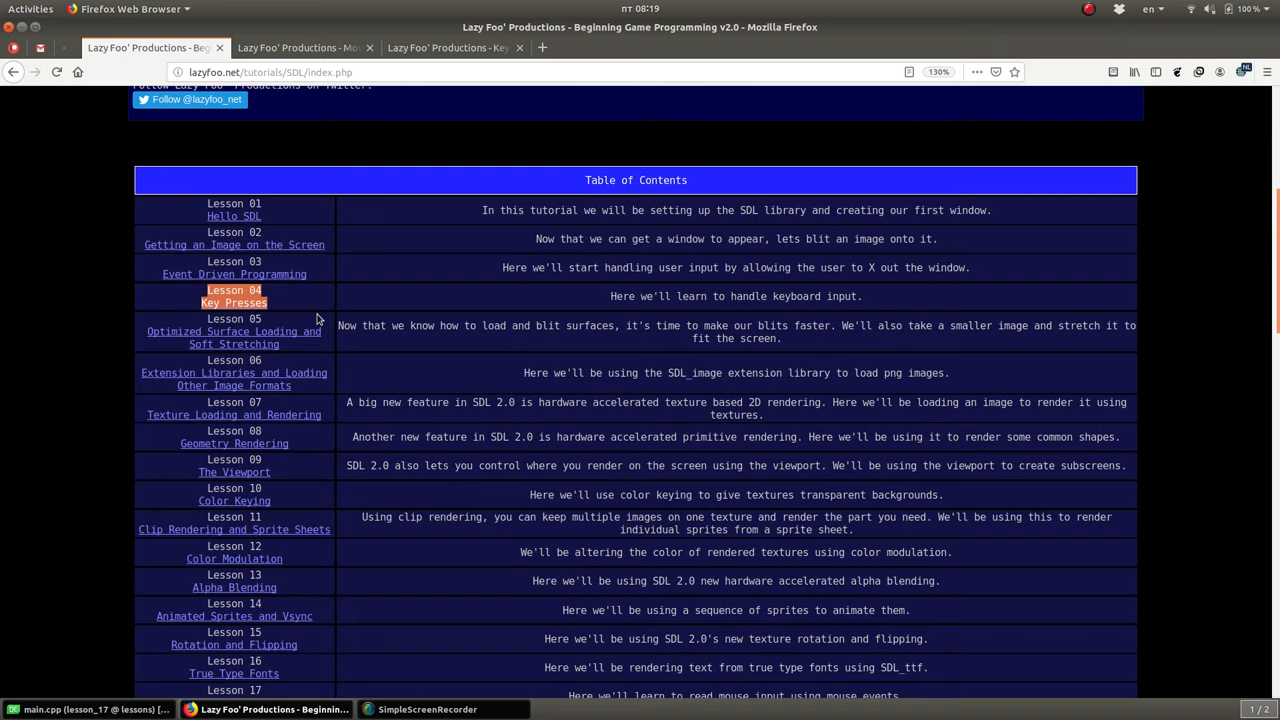 Activities
Firefox Web Browser
пт 08:19
en
100 %
Lazy Foo' Productions - Beginning Game Programming v2.0 - Mozilla Firefox
Lazy Foo' Productions - Beg
Lazy Foo' Productions - Mou
Lazy Foo' Productions - Key
lazyfoo.net/tutorials/SDL/index.php
130%
NL
Follow Lazy Foo' Productions on Twitter:
Follow @lazyfoo_net
Table of Contents
Lesson 01
Hello SDL
In this tutorial we will be setting up the SDL library and creating our first window.
Lesson 02
Getting an Image on the Screen
Now that we can get a window to appear, lets blit an image onto it.
Lesson 03
Event Driven Programming
Here we'll start handling user input by allowing the user to X out the window.
Lesson 04
Key Presses
Here we'll learn to handle keyboard input.
Lesson 05
Optimized Surface Loading and
Soft Stretching
Now that we know how to load and blit surfaces, it's time to make our blits faster. We'll also take a smaller image and stretch it to
fit the screen.
Lesson 06
Extension Libraries and Loading
Other Image Formats
Here we'll be using the SDL_image extension library to load png images.
Lesson 07
Texture Loading and Rendering
A big new feature in SDL 2.0 is hardware accelerated texture based 2D rendering. Here we'll be loading an image to render it using
textures.
Lesson 08
Geometry Rendering
Another new feature in SDL 2.0 is hardware accelerated primitive rendering. Here we'll be using it to render some common shapes.
Lesson 09
The Viewport
SDL 2.0 also lets you control where you render on the screen using the viewport. We'll be using the viewport to create subscreens.
Lesson 10
Color Keying
Here we'll use color keying to give textures transparent backgrounds.
Lesson 11
Clip Rendering and Sprite Sheets
Using clip rendering, you can keep multiple images on one texture and render the part you need. We'll be using this to render
individual sprites from a sprite sheet.
Lesson 12
Color Modulation
We'll be altering the color of rendered textures using color modulation.
Lesson 13
Alpha Blending
Here we'll be using SDL 2.0 new hardware accelerated alpha blending.
Lesson 14
Animated Sprites and Vsync
Here we'll be using a sequence of sprites to animate them.
Lesson 15
Rotation and Flipping
Here we'll be using SDL 2.0's new texture rotation and flipping.
Lesson 16
True Type Fonts
Here we'll be rendering text from true type fonts using SDL_ttf.
Lesson 17
Here we'll learn to read mouse input using mouse events.
main.cpp (lesson_17 @ lessons) [...
Lazy Foo' Productions - Beginnin...
SimpleScreenRecorder
1 / 2